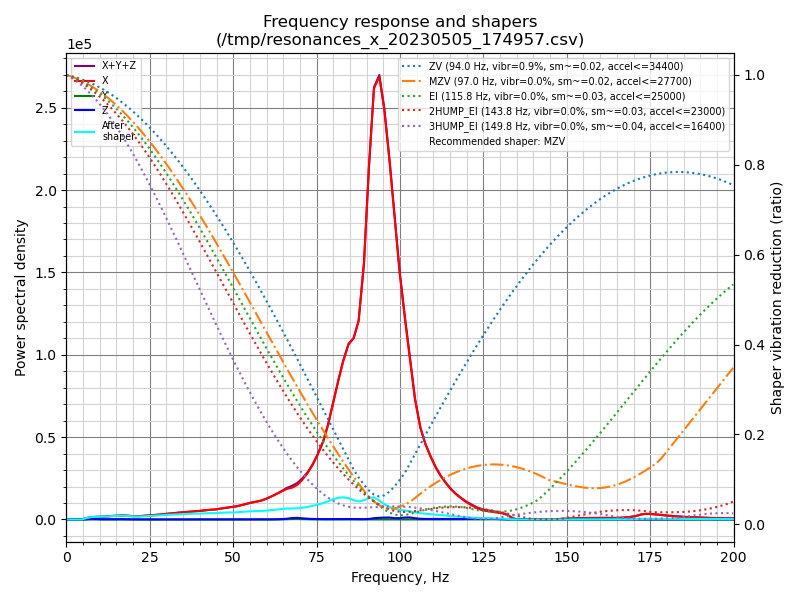 Frequency response and shapers
(/tmp/resonances_x_20230505_174957.csv)
1e5
X+Y+Z
X
Y
Z
After
shaper
ZV (94.0 Hz, vibr=0.9%, sm~=0.02, accel<=34400)
MZV (97.0 Hz, vibr=0.0%, sm~=0.02, accel<=27700)
EI (115.8 Hz, vibr=0.0%, sm~=0.03, accel<=25000)
2HUMP_EI (143.8 Hz, vibr=0.0%, sm~=0.03, accel<=23000)
3HUMP_EI (149.8 Hz, vibr=0.0%, sm~=0.04, accel<=16400)
Recommended shaper: MZV
Power spectral density
2.5
2.0
1.5
1.0
0.5
0.0
1.0
0.8
0.6
0.4
0.2
0.0
Shaper vibration reduction (ratio)
0 25 50 75 100 125 150 175 200
Frequency, Hz